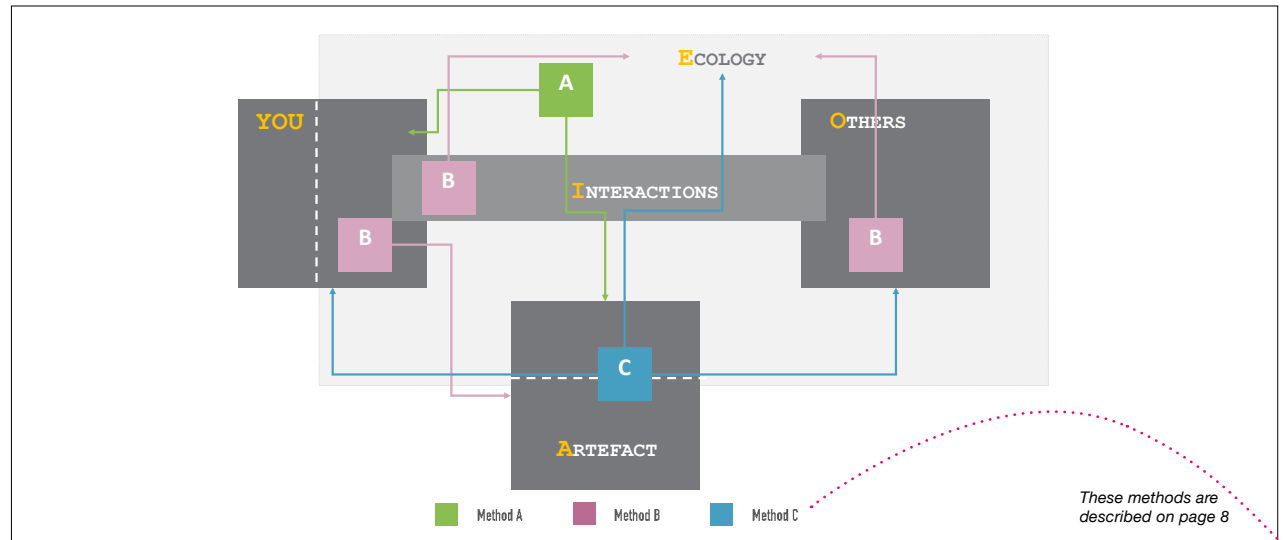 ECOLOGY
A
YOU
OTHERS
B
INTERACTIONS
B
B
C
ARTEFACT
Method A
Method B
Method C
These methods are
described on page 8